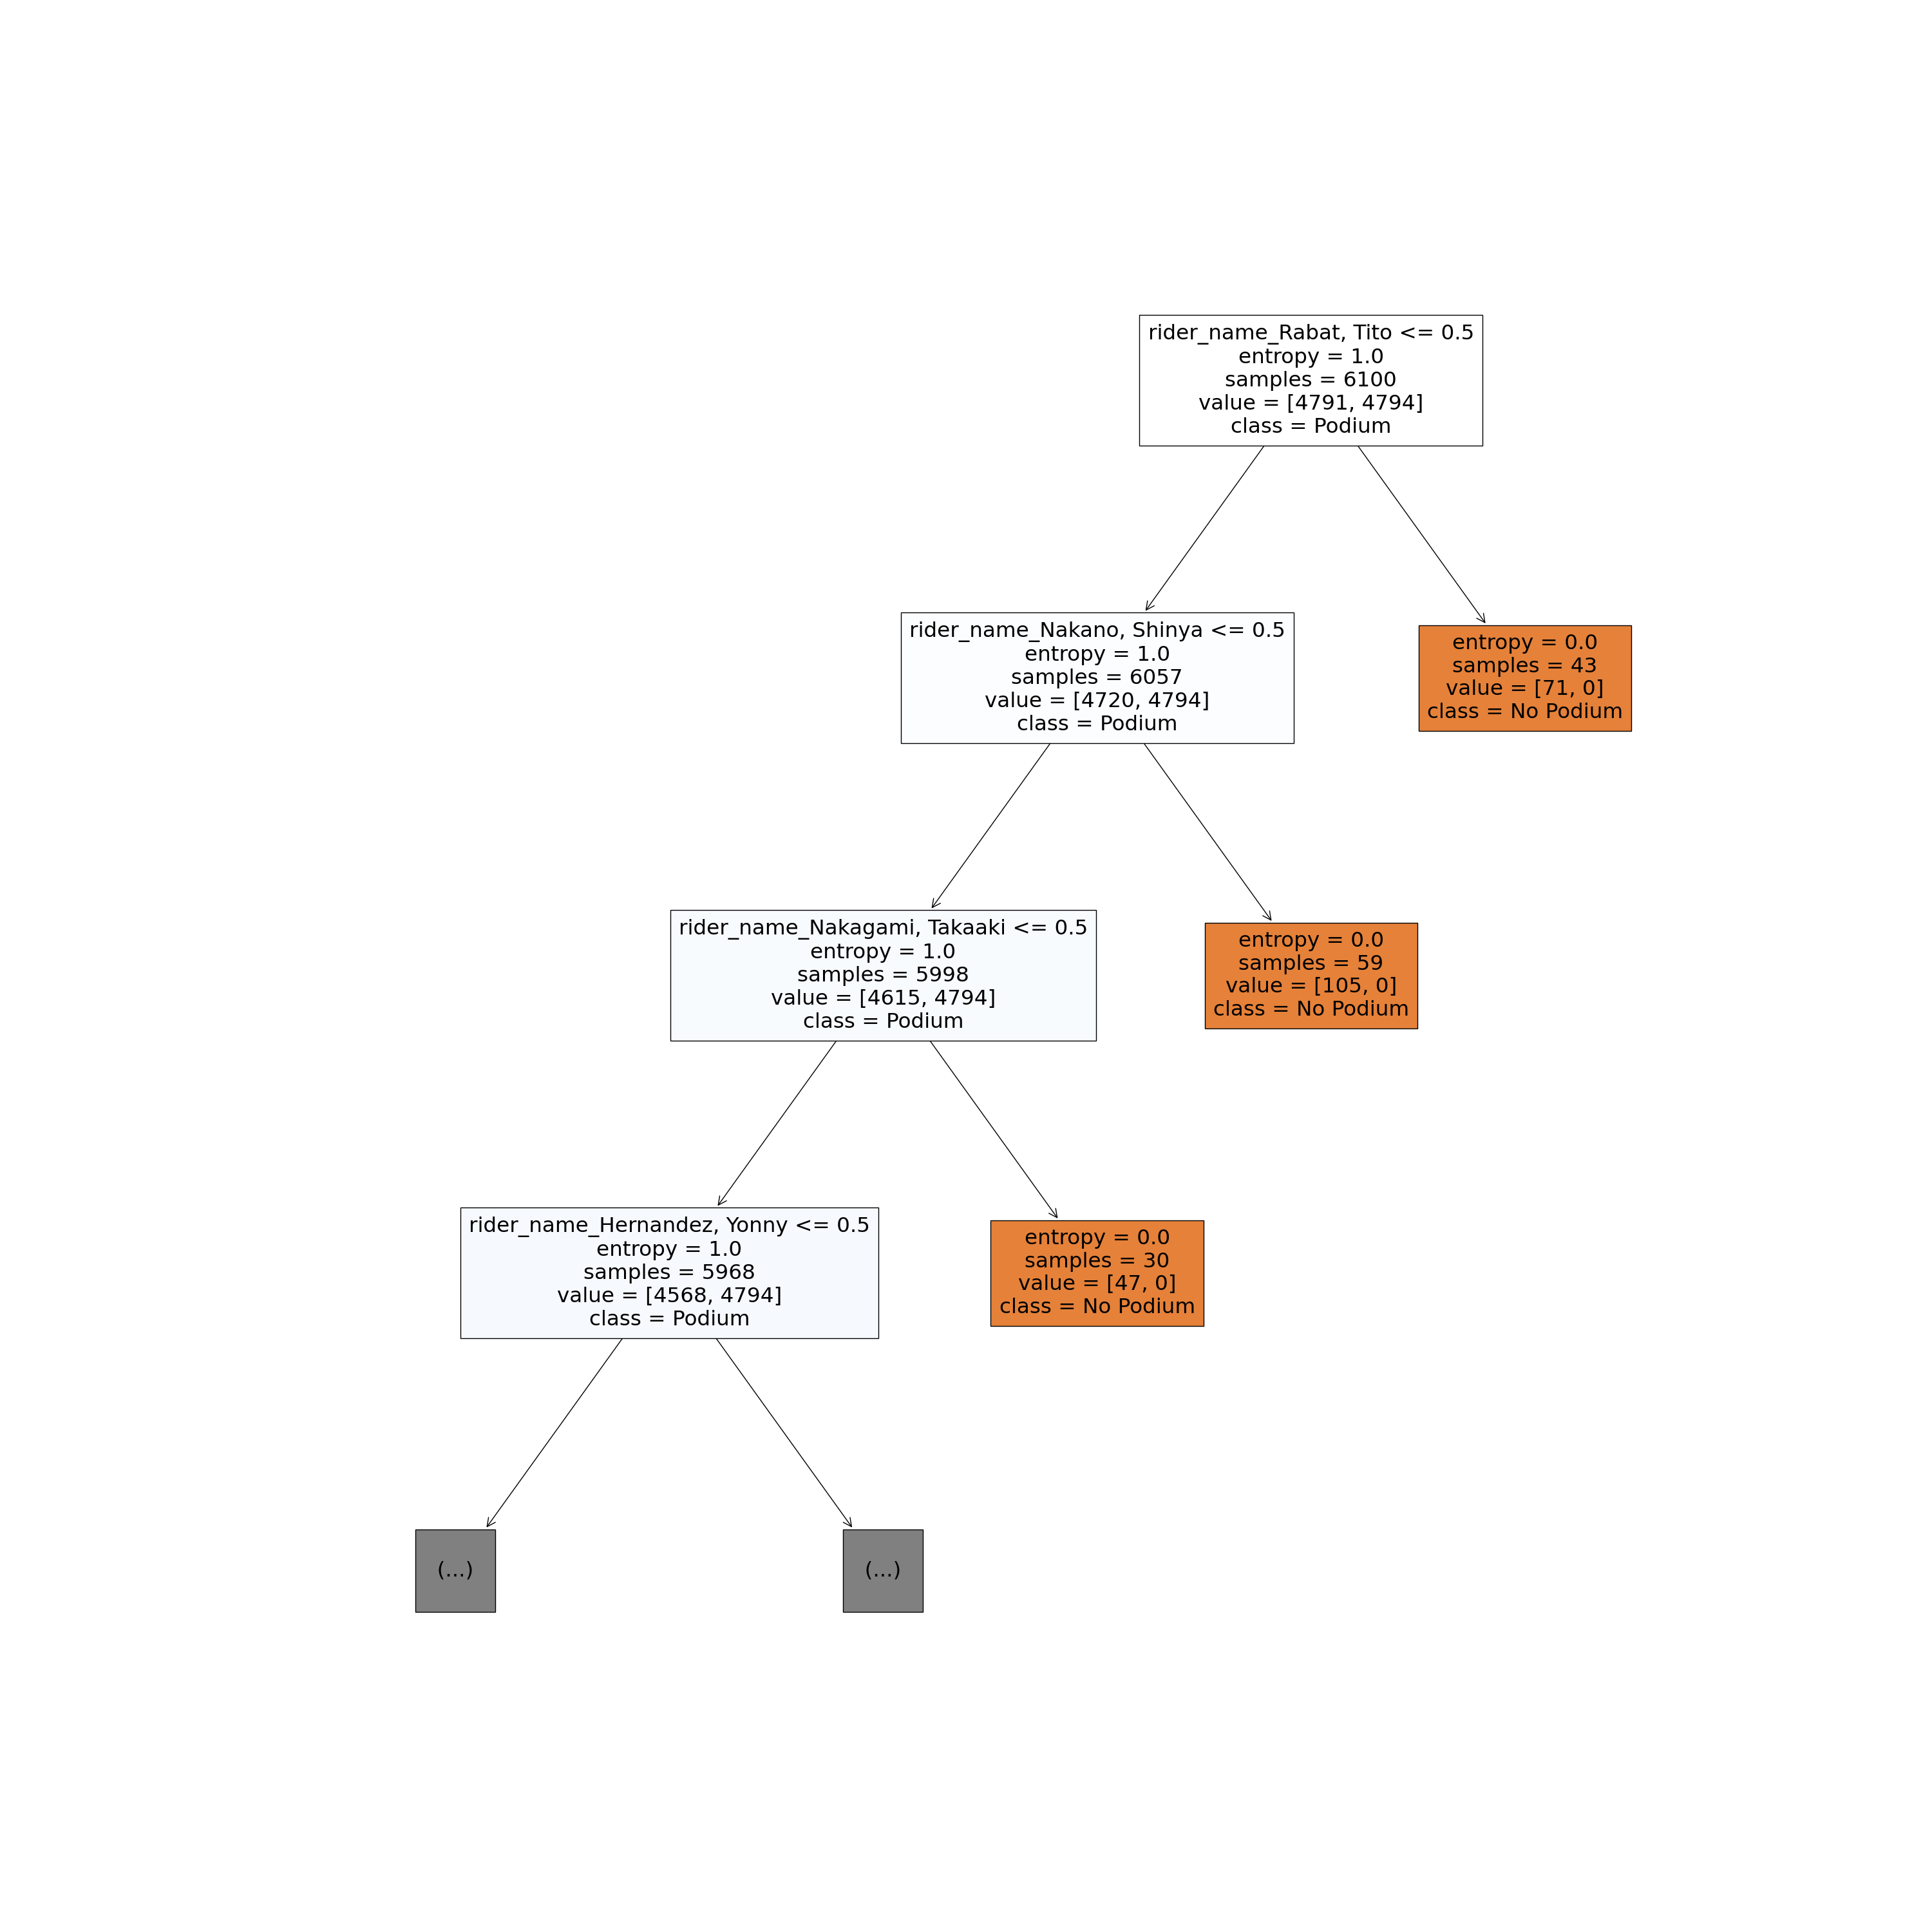 rider_name_Rabat, Tito <= 0.5
entropy = 1.0
samples = 6100
value = [4791, 4794]
class = Podium
rider_name_Nakano, Shinya <= 0.5
entropy = 1.0
samples = 6057
value = [4720, 4794]
class = Podium
entropy = 0.0
samples = 43
value = [71, 0]
class = No Podium
rider_name_Nakagami, Takaaki <= 0.5
entropy = 1.0
samples = 5998
value = [4615, 4794]
class = Podium
entropy = 0.0
samples = 59
value = [105, 0]
class = No Podium
rider_name_Hernandez, Yonny <= 0.5
entropy = 1.0
samples = 5968
value = [4568, 4794]
class = Podium
entropy = 0.0
samples = 30
value = [47, 0]
class = No Podium
(...)
(...)